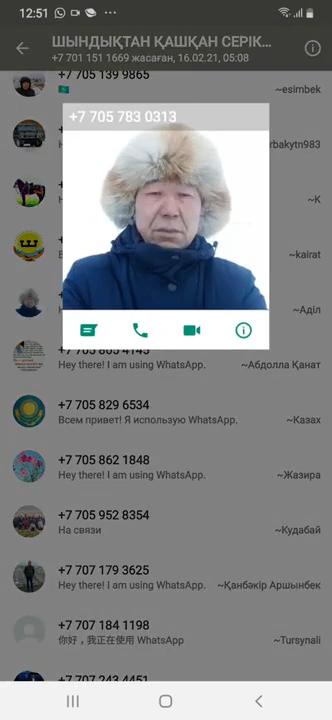 12:51
ШЫНДЫҚТАН ҚАШҚАН СЕРІК...
+7 701 151 1669 жасаған, 16.02.21, 05:08
+7 705 139 9865
~esimbek
+7 705 783 0313
rbakytn983
~K
~kairat
~Әділ
+7 705 865 4145
Hey there! I am using WhatsApp. ~Абдолла Қанат
+7 705 829 6534
Всем привет! Я использую WhatsApp. ~Казах
+7 705 862 1848
Hey there! I am using WhatsApp. ~Жазира
+7 705 952 8354
На связи ~Кудабай
+7 707 179 3625
Hey there! I am using WhatsApp. ~Қанбәкір Аршынбек
+7 707 184 1198
你好，我正在使用 WhatsApp ~Tursynali
+7 707 243 4451